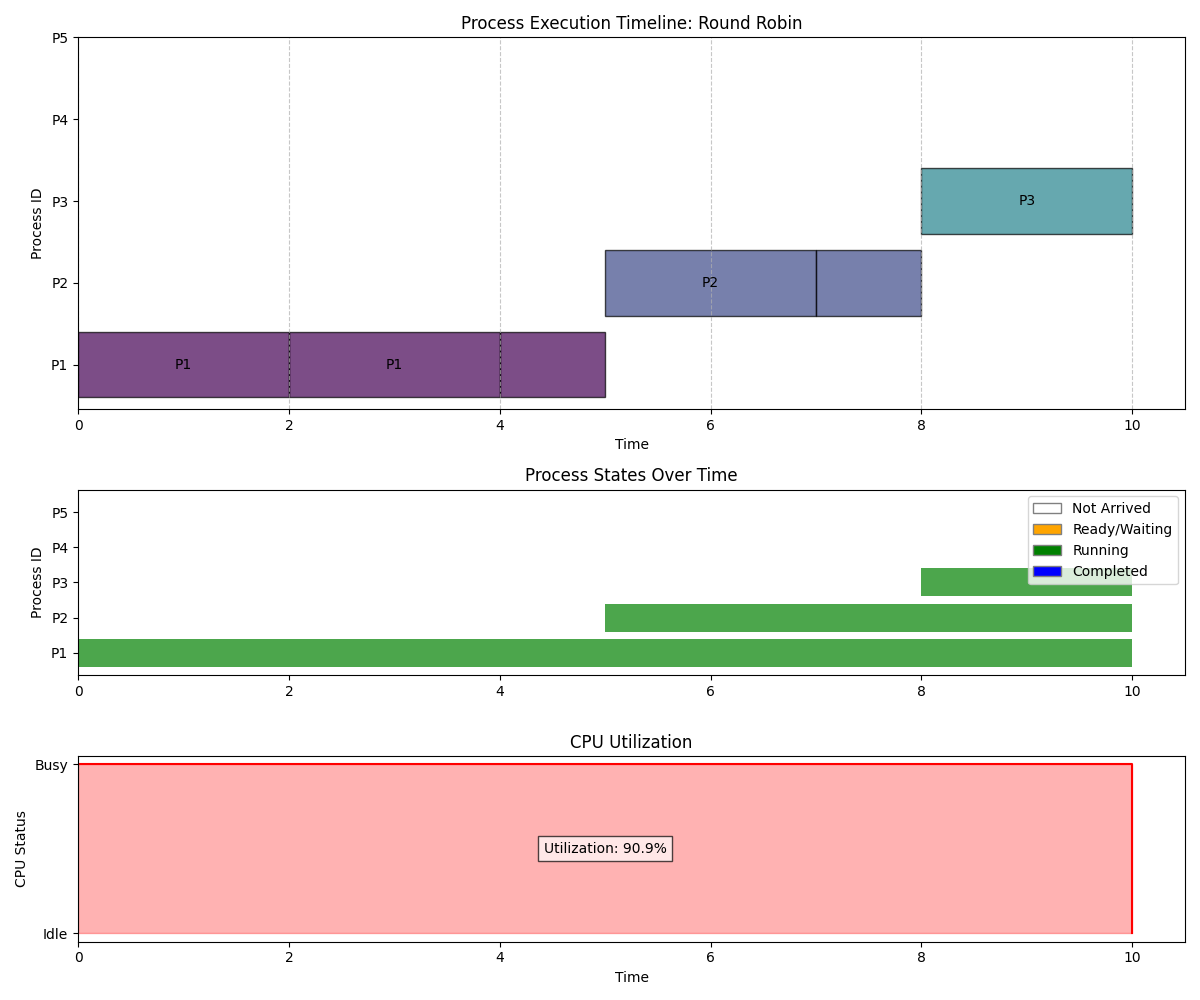 Process Execution Timeline: Round Robin
Process ID
P5
P4
P3
P2
P1
P3
P2
P1 P1
0 2 4 6 8 10
Time
Process States Over Time
Process ID
P5
P4
P3
P2
P1
Not Arrived
Ready/Waiting
Running
Completed
0 2 4 6 8 10
CPU Utilization
CPU Status
Busy
Idle
Utilization: 90.9%
0 2 4 6 8 10
Time